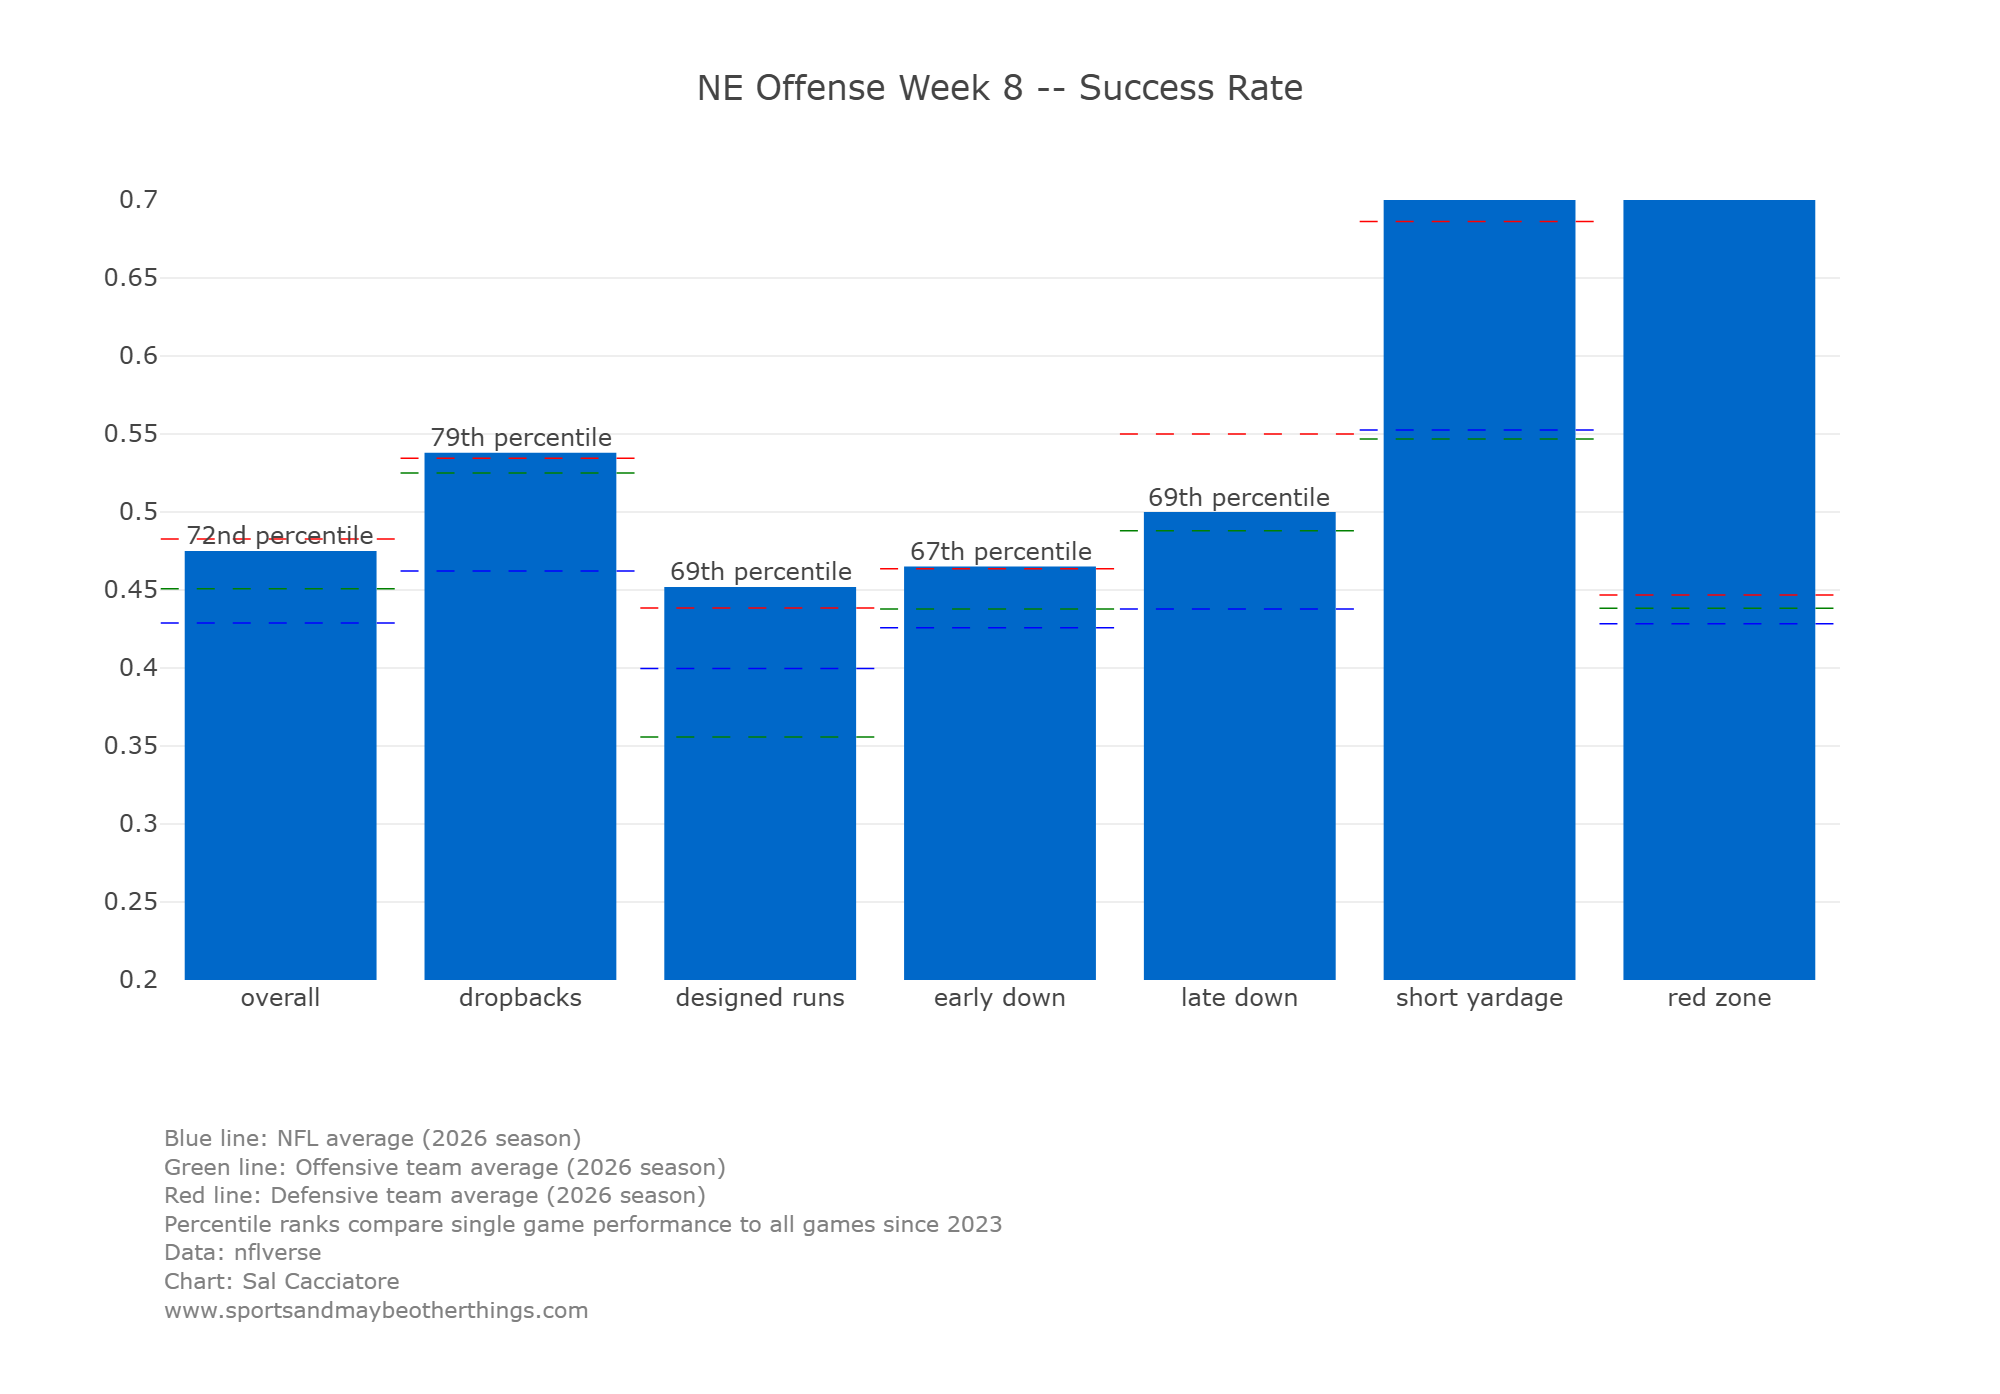 NE Offense Week 8 -- Success Rate
0.7
0.65
0.6
0.55
0.5
0.45
0.4
0.35
0.3
0.25
0.2
72nd percentile
79th percentile
69th percentile
67th percentile
69th percentile
overall
dropbacks
designed runs
early down
late down
short yardage
red zone
Blue line: NFL average (2026 season)
Green line: Offensive team average (2026 season)
Red line: Defensive team average (2026 season)
Percentile ranks compare single game performance to all games since 2023
Data: nflverse
Chart: Sal Cacciatore
www.sportsandmaybeotherthings.com